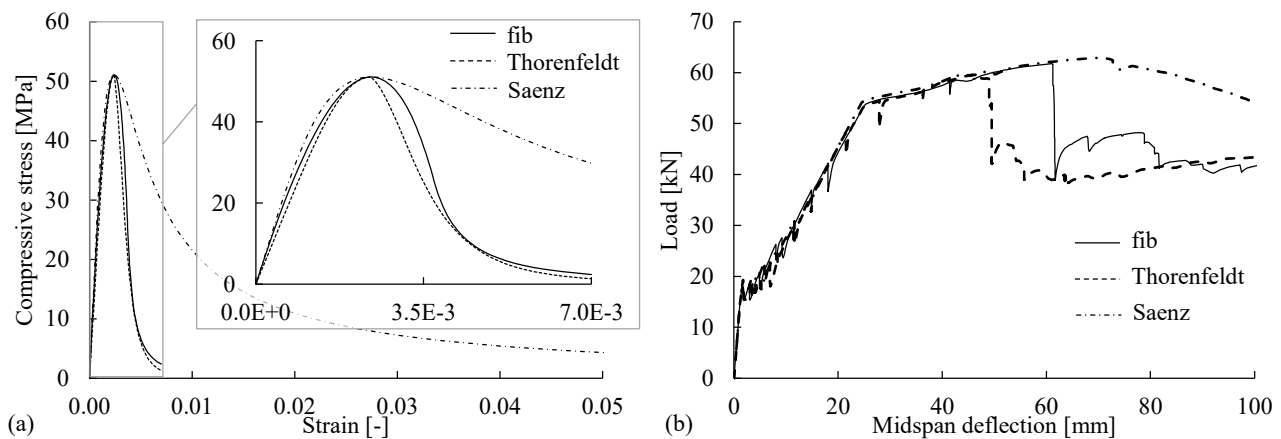 60
50
40
30
20
10
0
Compressive stress [MPa]
0.00
0.01
0.02
0.03
0.04
0.05
Strain [-]
(a)
60
40
20
0
0.0E+0
3.5E-3
7.0E-3
fib
Thorenfeldt
Saenz
70
60
50
40
30
20
10
0
Load [kN]
0
20
40
60
80
100
Midspan deflection [mm]
(b)
fib
Thorenfeldt
Saenz